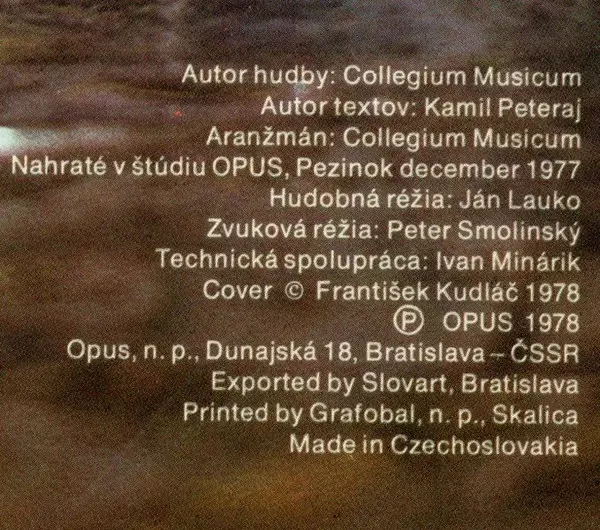 Autor hudby: Collegium Musicum
Autor textov: Kamil Peteraj
Aranžmán: Collegium Musicum
Nahraté v štúdiu OPUS, Pezinok december 1977
Hudobná réžia: Ján Lauko
Zvuková réžia: Peter Smolinský
Technická spolupráca: Ivan Minárik
Cover © František Kudláč 1978
Ⓟ OPUS 1978
Opus, n. p., Dunajská 18, Bratislava – ČSSR
Exported by Slovart, Bratislava
Printed by Grafobal, n. p., Skalica
Made in Czechoslovakia